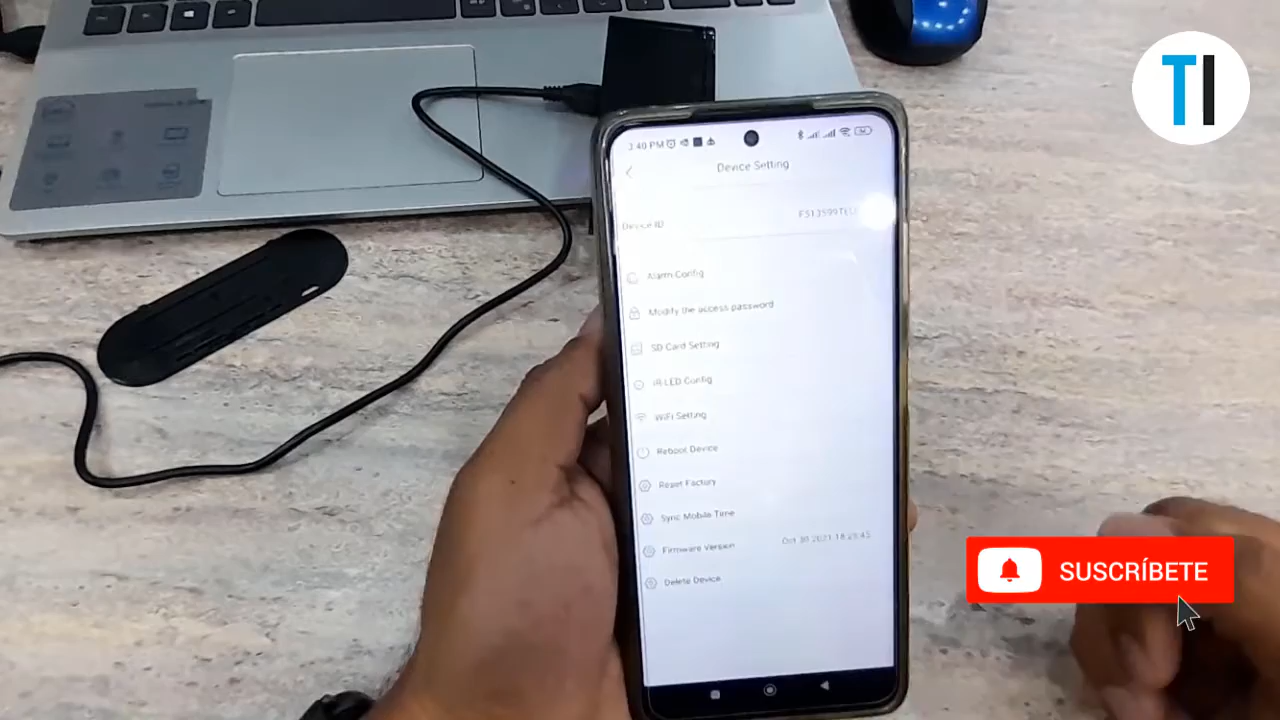 TI
3:40 PM
Device Setting
Device ID
Alarm Config
Modify the access password
SD Card Setting
IR LED Config
WiFi Setting
Reboot Device
Reset Factory
Sync Mobile Time
Firmware Version
Delete Device
SUSCRÍBETE